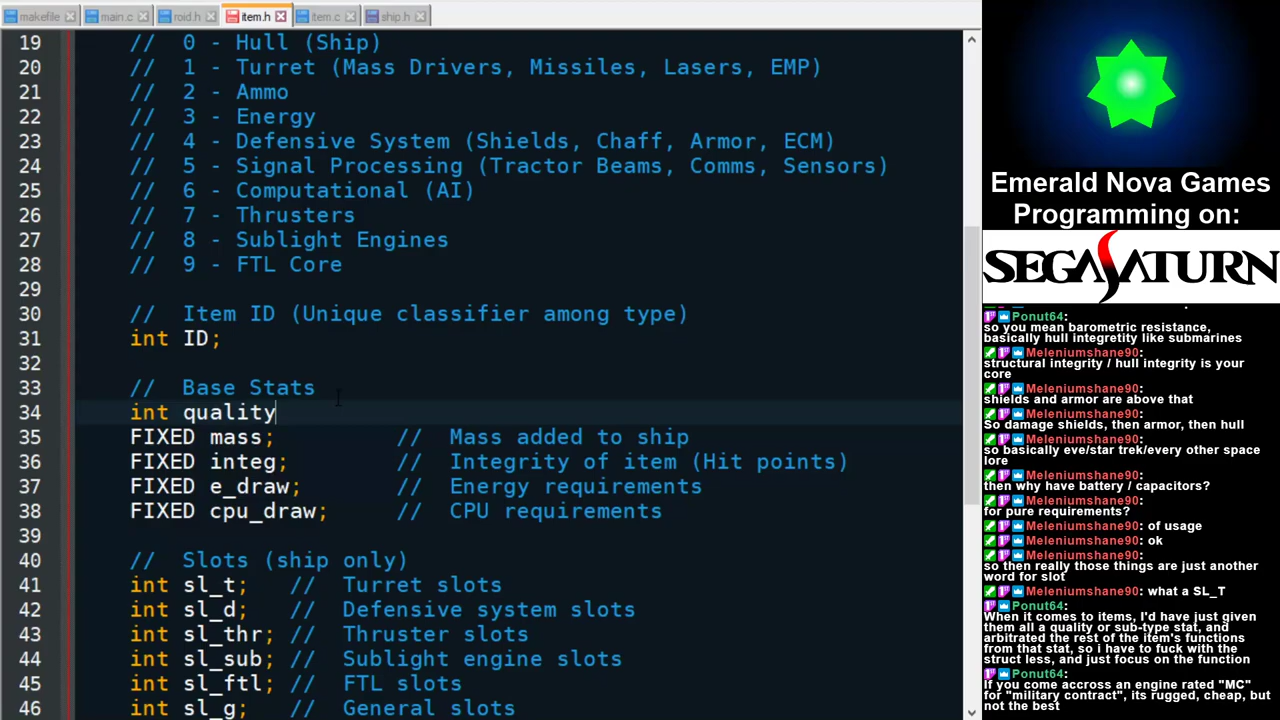 makefile main.c roid.h item.h item.c ship.h
19 // 0 - Hull (Ship)
20 // 1 - Turret (Mass Drivers, Missiles, Lasers, EMP)
21 // 2 - Ammo
22 // 3 - Energy
23 // 4 - Defensive System (Shields, Chaff, Armor, ECM)
24 // 5 - Signal Processing (Tractor Beams, Comms, Sensors)
25 // 6 - Computational (AI)
26 // 7 - Thrusters
27 // 8 - Sublight Engines
28 // 9 - FTL Core
29
30 // Item ID (Unique classifier among type)
31 int ID;
32
33 // Base Stats
34 int quality
35 FIXED mass; // Mass added to ship
36 FIXED integ; // Integrity of item (Hit points)
37 FIXED e_draw; // Energy requirements
38 FIXED cpu_draw; // CPU requirements
39
40 // Slots (ship only)
41 int sl_t; // Turret slots
42 int sl_d; // Defensive system slots
43 int sl_thr; // Thruster slots
44 int sl_sub; // Sublight engine slots
45 int sl_ftl; // FTL slots
46 int sl_g; // General slots
Emerald Nova Games
Programming on:
SEGA SATURN
Ponut64:
so you mean barometric resistance,
basically hull integretity like submarines
Meleniumshane90:
structural integrity / hull integrity is your
core
Meleniumshane90:
shields and armor are above that
Meleniumshane90:
So damage shields, then armor, then hull
Meleniumshane90:
so basically eve/star trek/every other space
lore
Meleniumshane90:
then why have battery / capacitors?
Meleniumshane90:
for pure requirements?
Meleniumshane90: of usage
Meleniumshane90: ok
Meleniumshane90:
so then really those things are just another
word for slot
Meleniumshane90: what a SL_T
Ponut64:
When it comes to items, I'd have just given
them all a quality or sub-type stat, and
arbitrated the rest of the item's functions
from that stat, so i have to fuck with the
struct less, and just focus on the function
Ponut64:
If you come accross an engine rated "MC"
for "military contract", its rugged, cheap, but
not the best